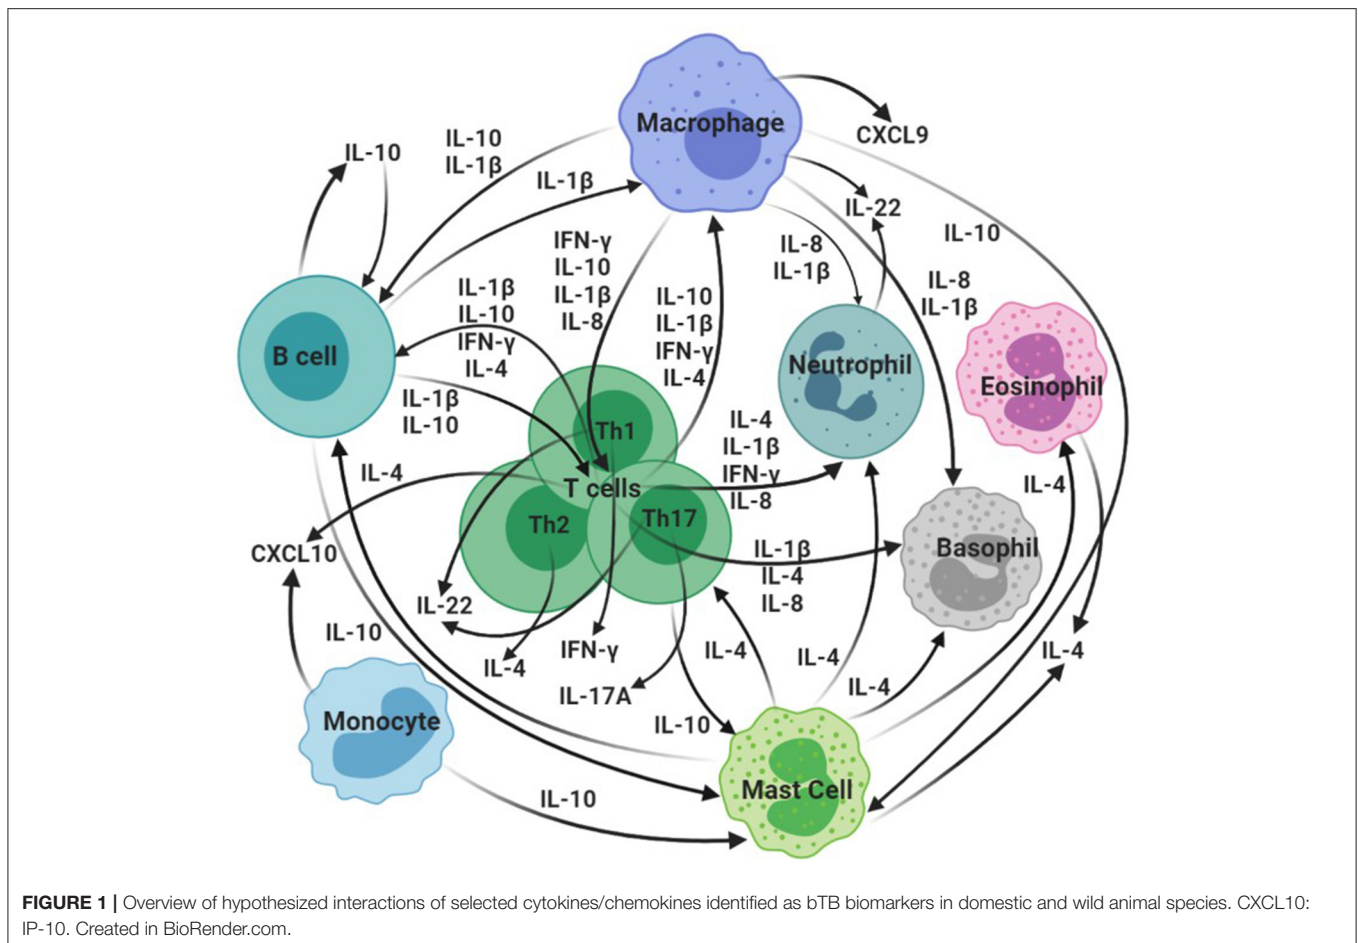 Macrophage
CXCL9
IL-10
IL-10
IL-1β
IL-1β
IL-22
IL-10
IFN-γ
IL-10
IL-1β
IL-8
IL-8
IL-1β
IL-1β
IL-10
IFN-γ
IL-4
IL-10
IL-1β
IFN-γ
IL-4
IL-8
IL-1β
B cell
Neutrophil
Eosinophil
IL-1β
IL-10
Th1
IL-4
IL-1β
IFN-γ
IL-8
IL-4
T cells
IL-4
Th2
Th17
CXCL10
IL-1β
IL-4
IL-8
Basophil
IL-22
IL-10
IL-4
IFN-γ
IL-17A
IL-4
IL-4
IL-4
IL-4
Monocyte
IL-10
IL-10
Mast Cell
FIGURE 1 | Overview of hypothesized interactions of selected cytokines/chemokines identified as bTB biomarkers in domestic and wild animal species. CXCL10:
IP-10. Created in BioRender.com.